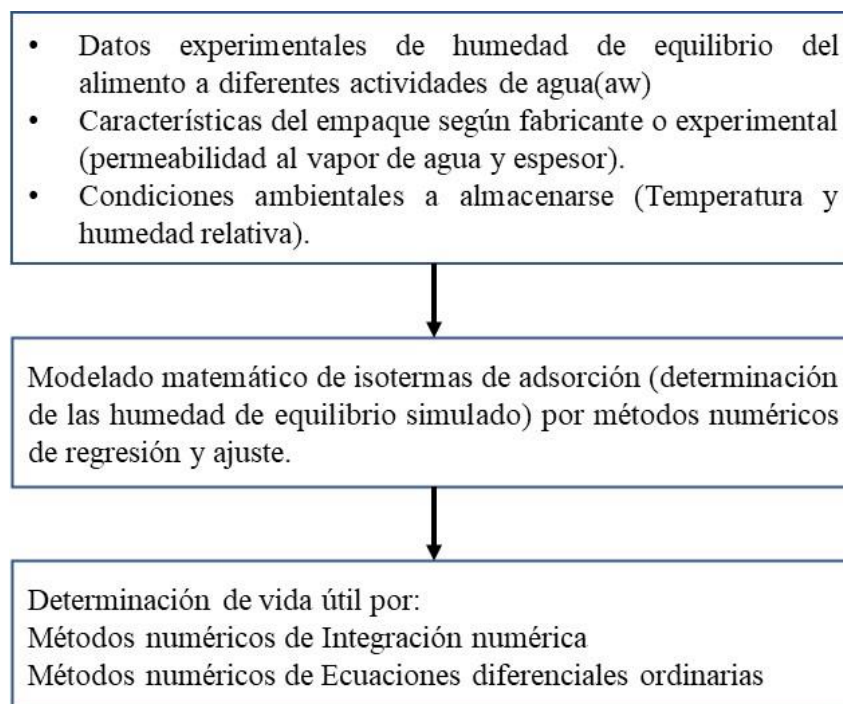 • Datos experimentales de humedad de equilibrio del
alimento a diferentes actividades de agua(aw)
• Características del empaque según fabricante o experimental
(permeabilidad al vapor de agua y espesor).
• Condiciones ambientales a almacenarse (Temperatura y
humedad relativa).
Modelado matemático de isotermas de adsorción (determinación
de las humedad de equilibrio simulado) por métodos numéricos
de regresión y ajuste.
Determinación de vida útil por:
Métodos numéricos de Integración numérica
Métodos numéricos de Ecuaciones diferenciales ordinarias